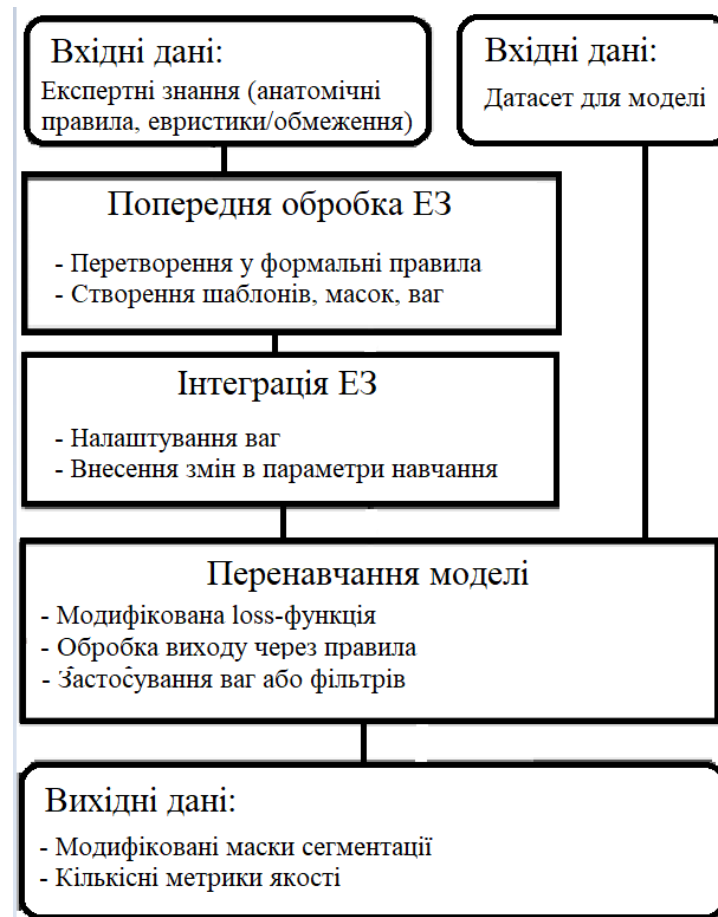 Вхідні дані:
Експертні знання (анатомічні
правила, евристики/обмеження)
Вхідні дані:
Датасет для моделі
Попередня обробка ЕЗ
- Перетворення у формальні правила
- Створення шаблонів, масок, ваг
Інтеграція ЕЗ
- Налаштування ваг
- Внесення змін в параметри навчання
Перенавчання моделі
- Модифікована loss-функція
- Обробка виходу через правила
- Застосування ваг або фільтрів
Вихідні дані:
- Модифіковані маски сегментації
- Кількісні метрики якості